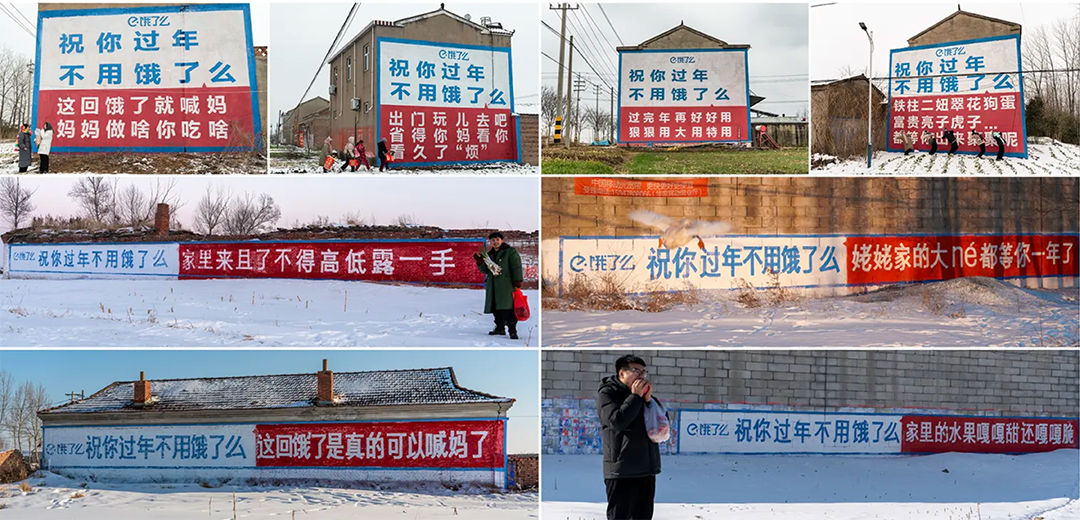 饿了么
祝你过年
不用饿了么
这回饿了就喊妈
妈妈做啥你吃啥
饿了么
祝你过年
不用饿了么
出门玩儿去吧
省得你妈看你
看久了“烦”
饿了么
祝你过年
不用饿了么
过完年再好好用
狠狠用大用特用
饿了么
祝你过年
不用饿了么
铁柱二妞翠花狗蛋
富贵亮子虎子…
都等你出来聚聚呢
饿了么 祝你过年不用饿了么 家里来且了不得高低露一手
饿了么 祝你过年不用饿了么 姥姥家的大né都等你一年了
饿了么 祝你过年不用饿了么 这回饿了是真的可以喊妈了
饿了么 祝你过年不用饿了么 家里的水果嘎嘎甜还嘎嘎脆